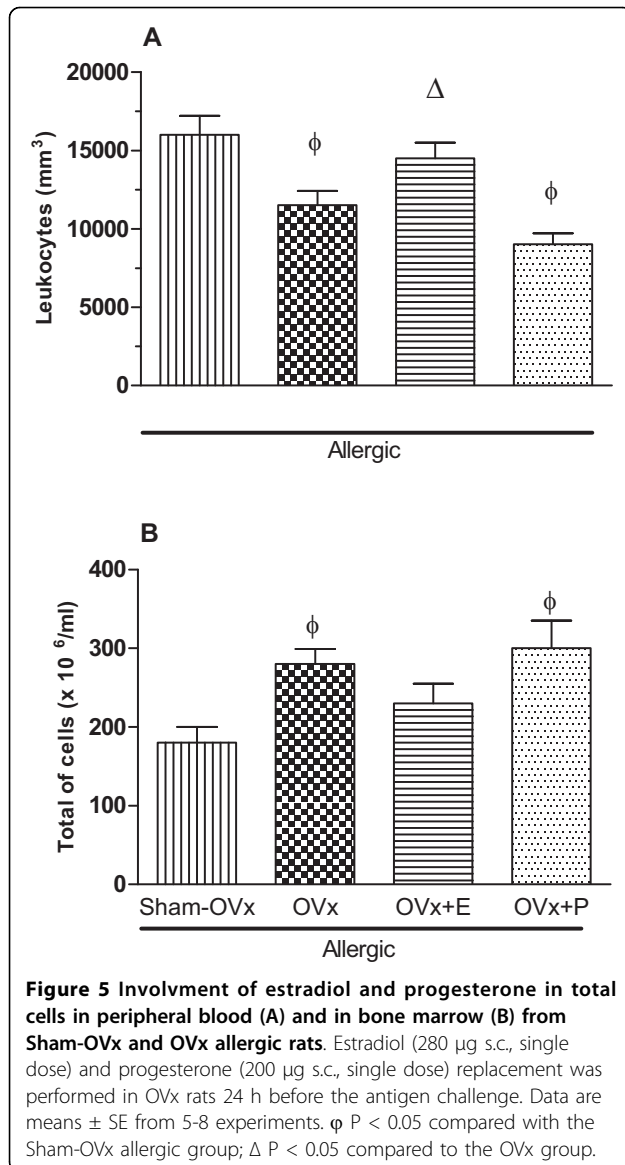 A
20000
15000
10000
5000
0
Leukocytes (mm³)
ϕ
Δ
ϕ
Allergic
B
400
300
200
100
0
Total of cells (x 10 ⁶/ml)
ϕ
ϕ
Sham-OVx OVx OVx+E OVx+P
Allergic
Figure 5 Involvment of estradiol and progesterone in total
cells in peripheral blood (A) and in bone marrow (B) from
Sham-OVx and OVx allergic rats. Estradiol (280 μg s.c., single
dose) and progesterone (200 μg s.c., single dose) replacement was
performed in OVx rats 24 h before the antigen challenge. Data are
means ± SE from 5-8 experiments. φ P < 0.05 compared with the
Sham-OVx allergic group; Δ P < 0.05 compared to the OVx group.